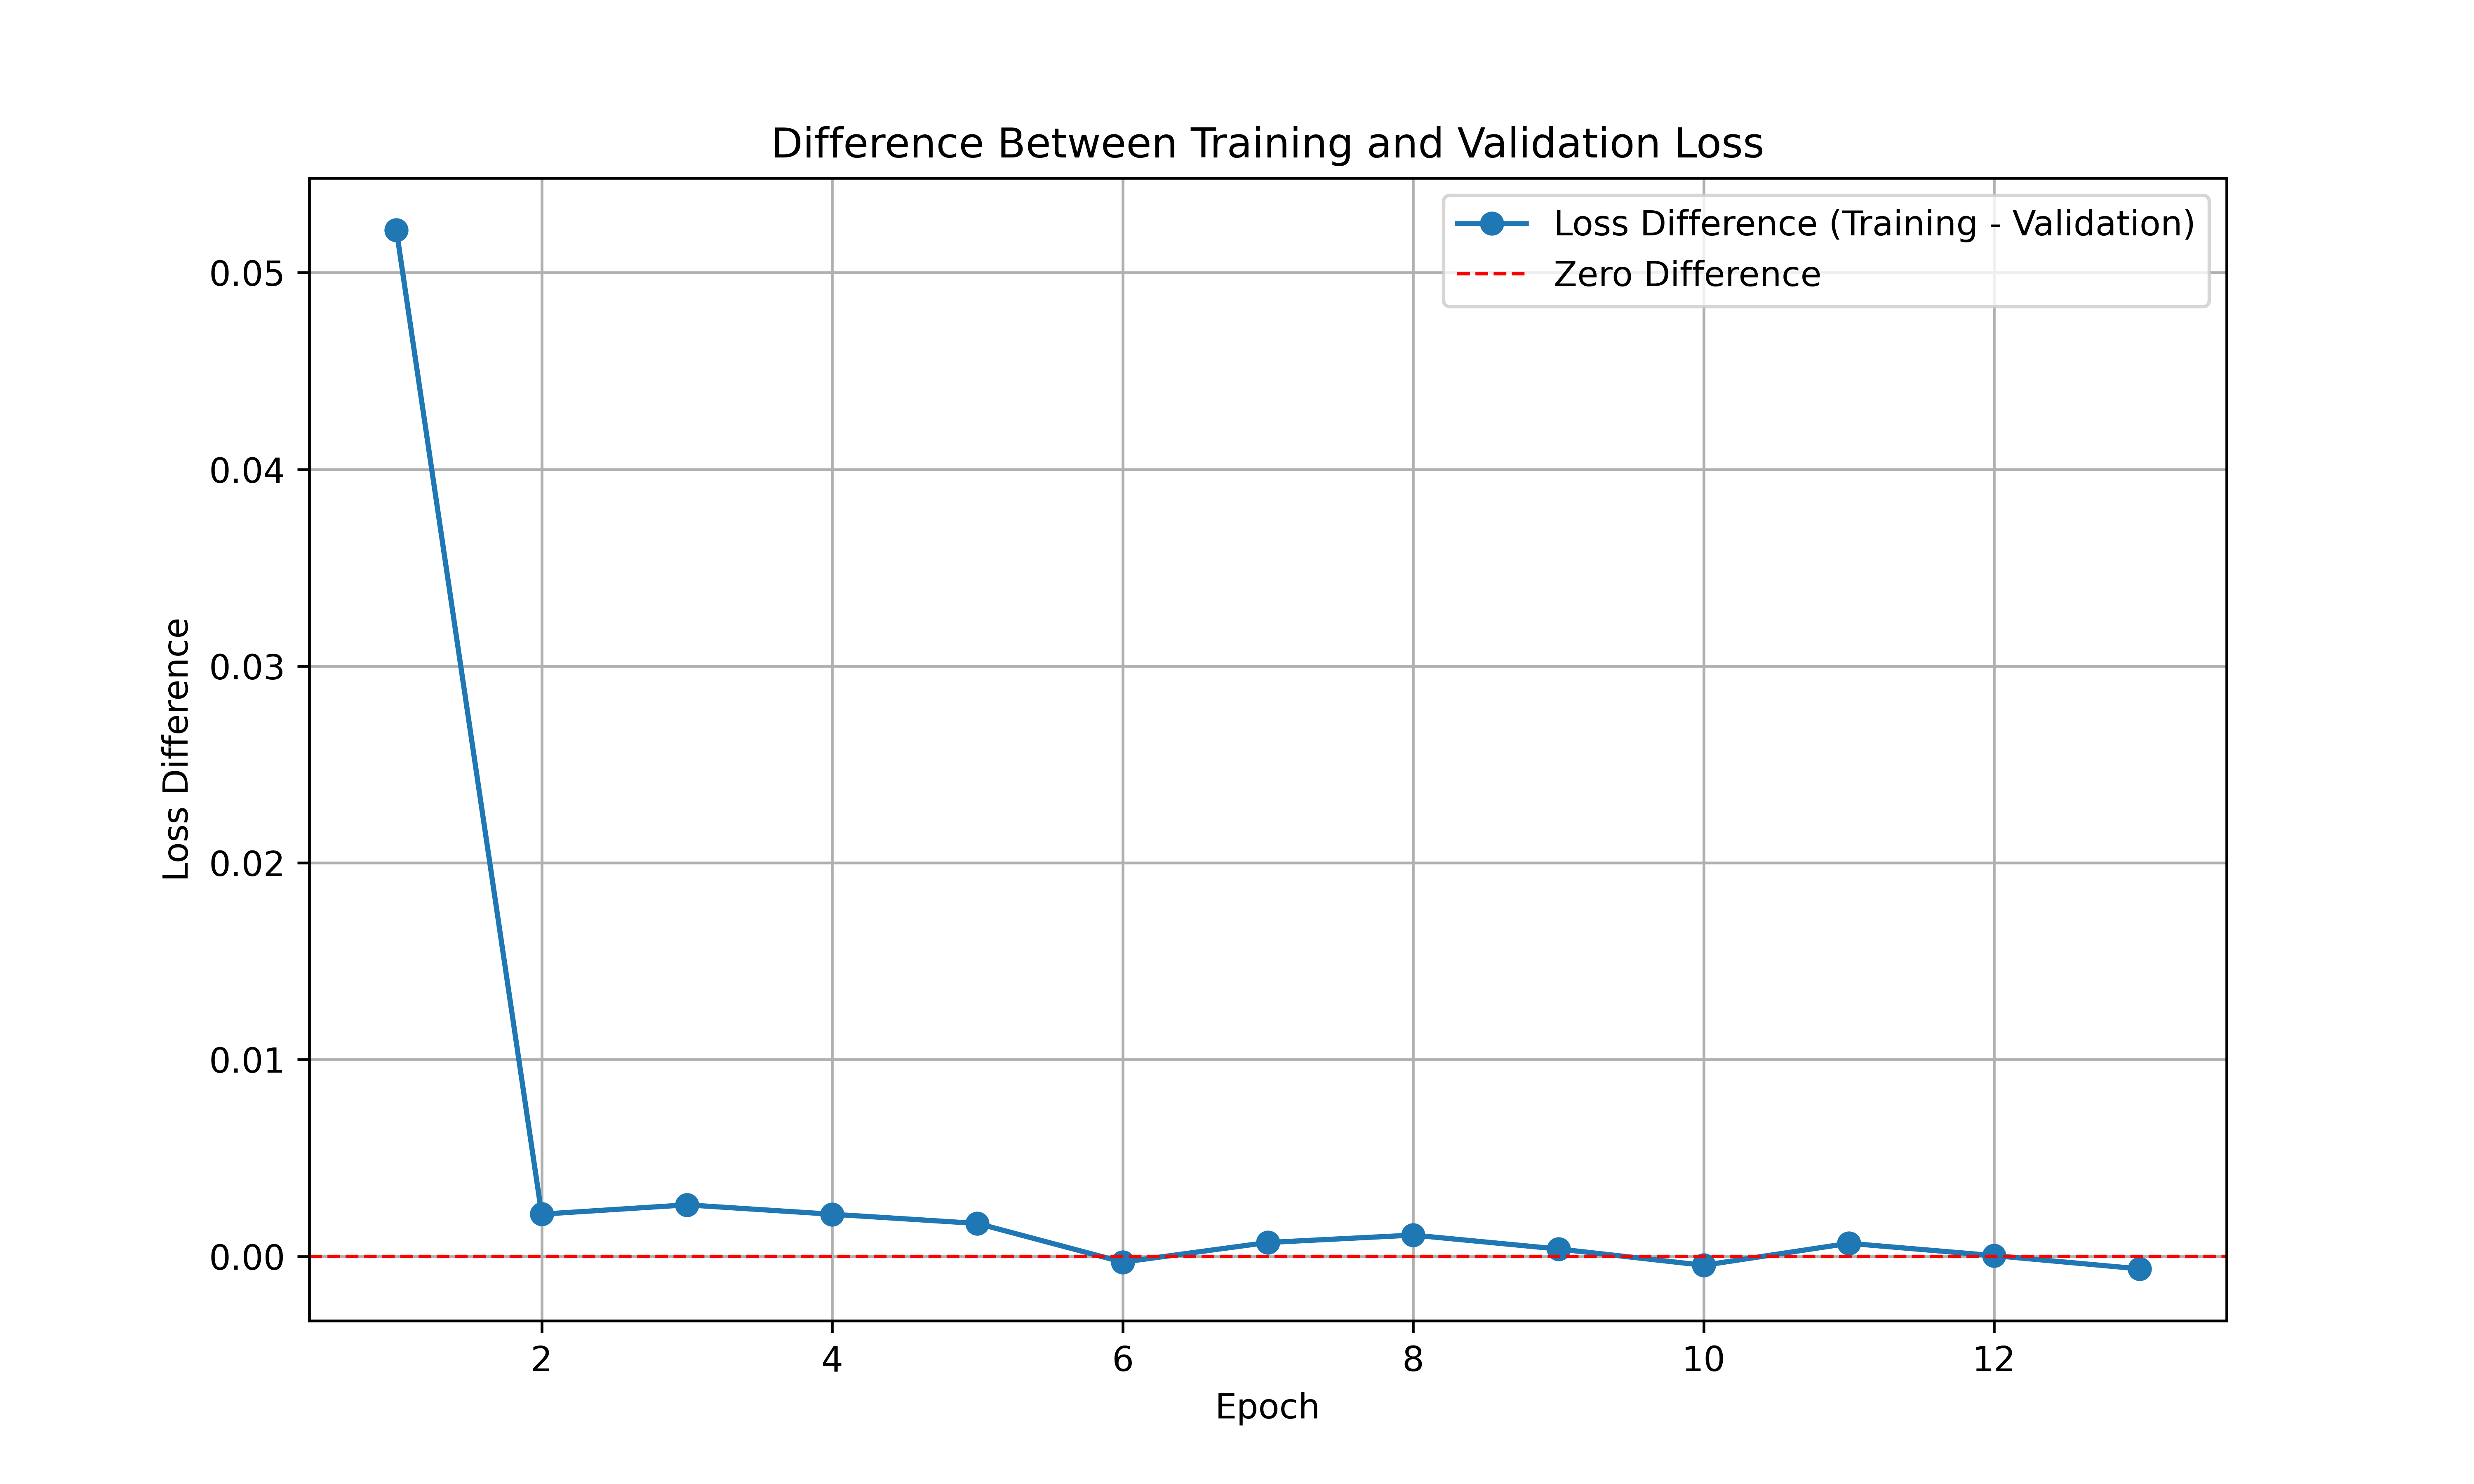 Difference Between Training and Validation Loss
Loss Difference (Training - Validation)
Zero Difference
0.05
0.04
0.03
0.02
0.01
0.00
Loss Difference
2 4 6 8 10 12
Epoch